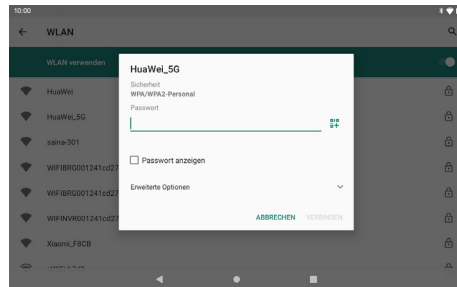 10:00
WLAN
WLAN verwenden
HuaWei
HuaWei_5G
saina-301
WIFIBRG001241cd27
WIFIBRG001241cd27
WIFINVR001241cd27
Xiaomi_F8CB
HuaWei_5G
Sicherheit
WPA/WPA2-Personal
Passwort
Passwort anzeigen
Erweiterte Optionen
ABBRECHEN VERBINDEN